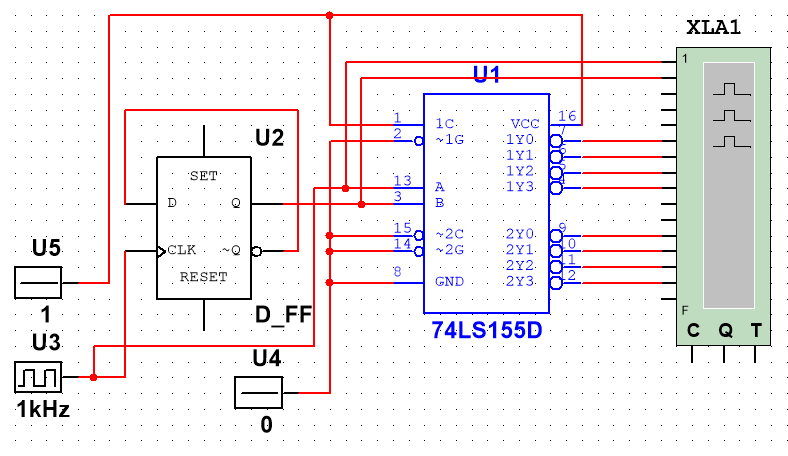 XLA1
1
F
C Q T
U1
1 1C
2 ~1G
13 A
3 B
15 ~2C
14 ~2G
8 GND
VCC 16
1Y0 7
1Y1 6
1Y2 5
1Y3 4
2Y0 9
2Y1 10
2Y2 11
2Y3 12
74LS155D
U2
SET
D Q
CLK ~Q
RESET
D_FF
U5
1
U3
1kHz
U4
0